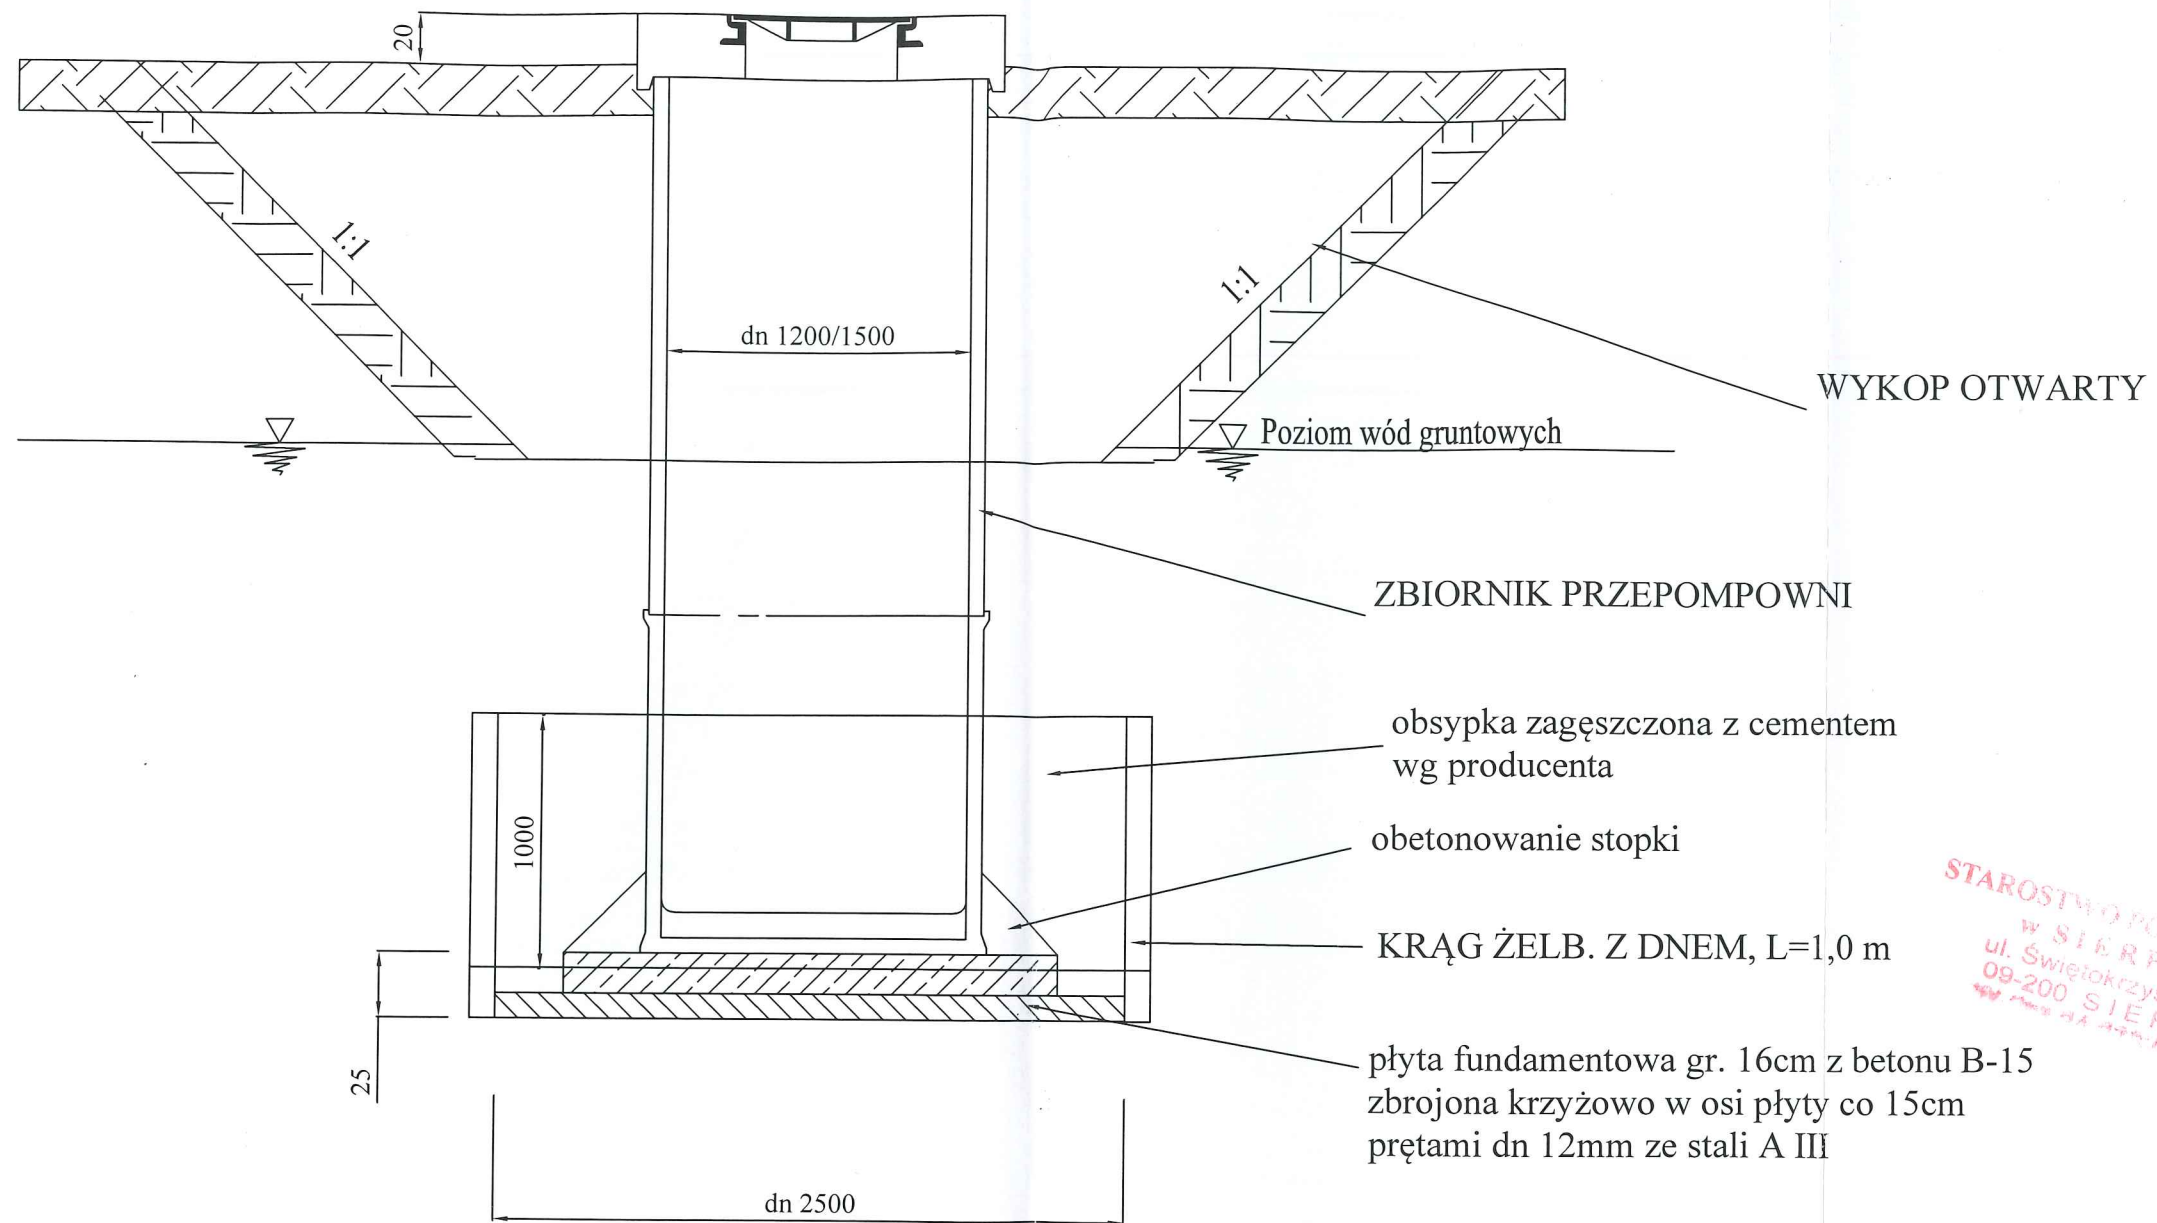 20
1:1
1:1
dn 1200/1500
WYKOP OTWARTY
Poziom wód gruntowych
ZBIORNIK PRZEPOMPOWNI
obsypka zagęszczona z cementem
wg producenta
1000
obetonowanie stopki
KRĄG ŻELB. Z DNEM, L=1,0 m
STAROSTWO
w SIERP
ul. Świętokrzys
09-200 SIER
25
płyta fundamentowa gr. 16cm z betonu B-15
zbrojona krzyżowo w osi płyty co 15cm
prętami dn 12mm ze stali A III
dn 2500